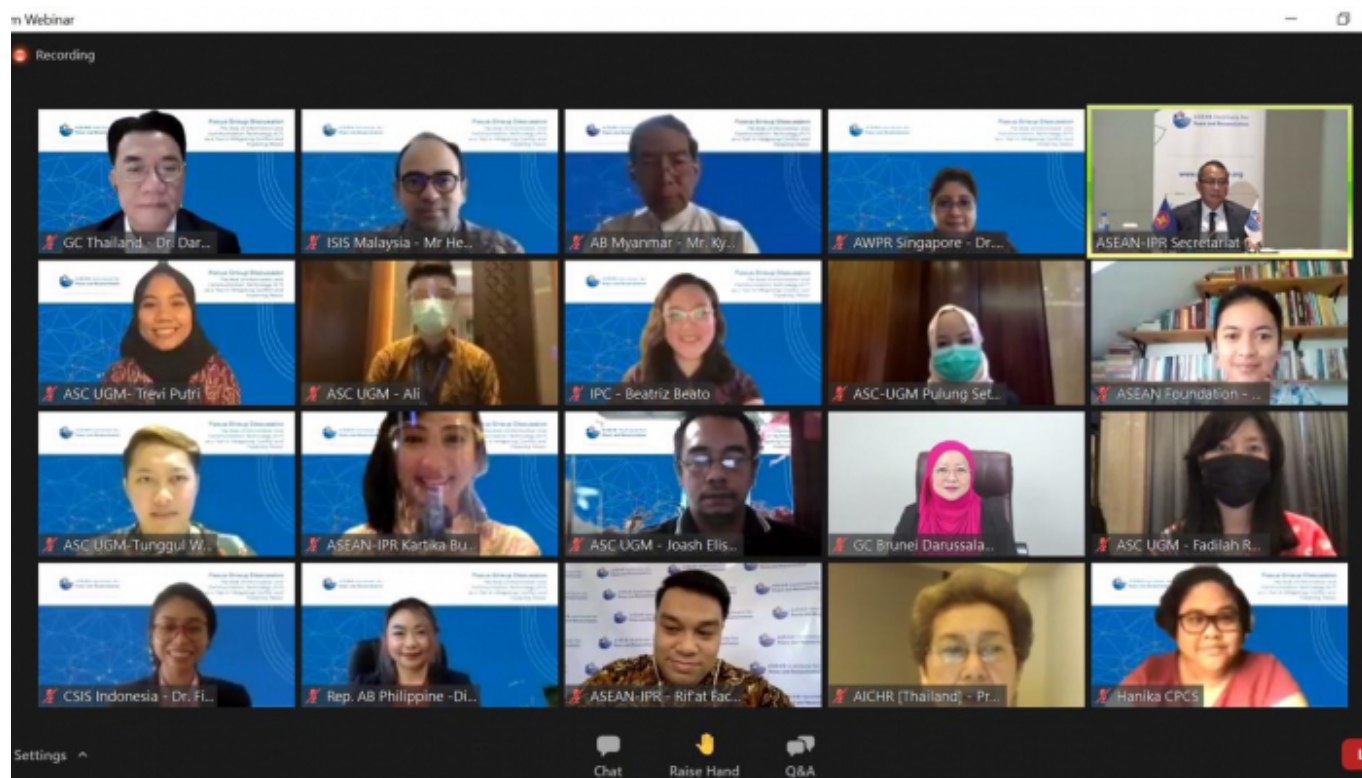 m Webinar
Recording
Focus Group Discussion
GC Thailand - Dr. Dar...
ISIS Malaysia - Mr He...
AB Myanmar - Mr. Ky...
AWPR Singapore - Dr....
ASEAN-IPR Secretariat
ASC UGM- Trevi Putri
ASC UGM - Ali
IPC - Beatriz Beato
ASC-UGM Pulung Set...
ASEAN Foundation - ...
ASC UGM-Tunggul W...
ASEAN-IPR Kartika Bu...
ASC UGM - Joash Elis...
GC Brunei Darussala...
ASC UGM - Fadilah R...
CSIS Indonesia - Dr. Fi...
Rep. AB Philippine -Di...
ASEAN-IPR - Rif'at Fac...
AICHR [Thailand] - Pr...
Hanika CPCS
Settings
Chat
Raise Hand
Q&A